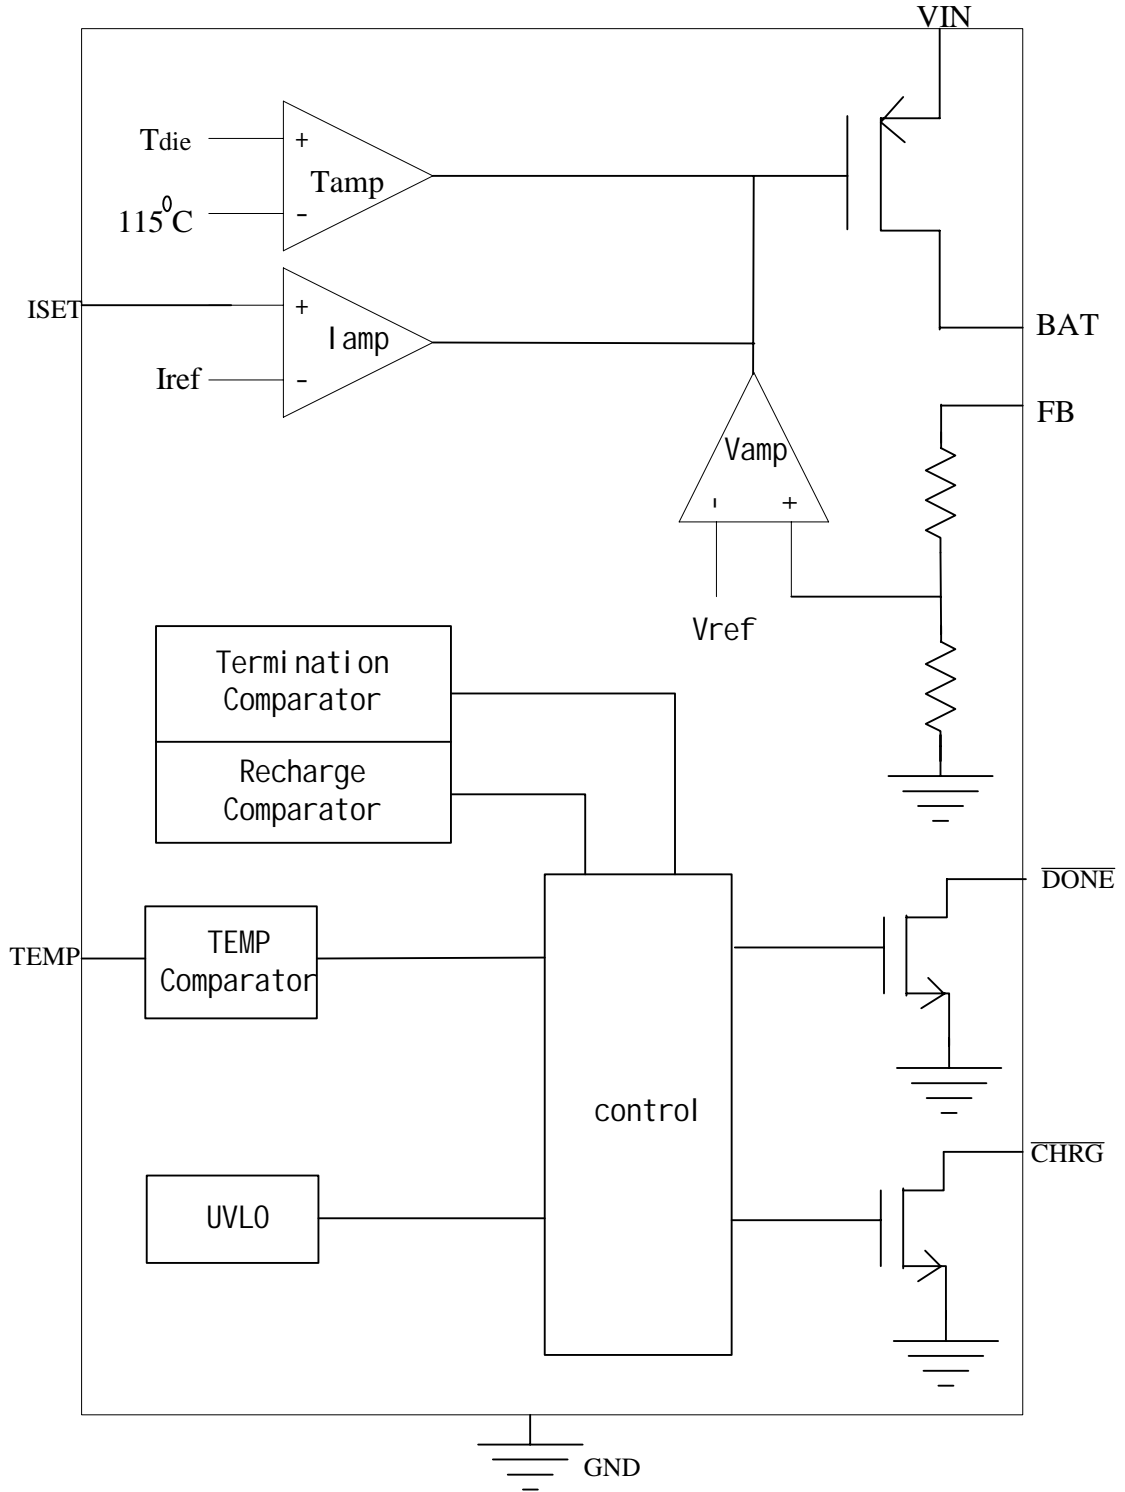 VIN
Tdie
+
Tamp
115⁰C
-
ISET
+
Iamp
BAT
Iref
-
FB
Vamp
- +
Vref
Termination
Comparator
Recharge
Comparator
DONE
TEMP
TEMP
Comparator
control
CHRG
UVLO
GND